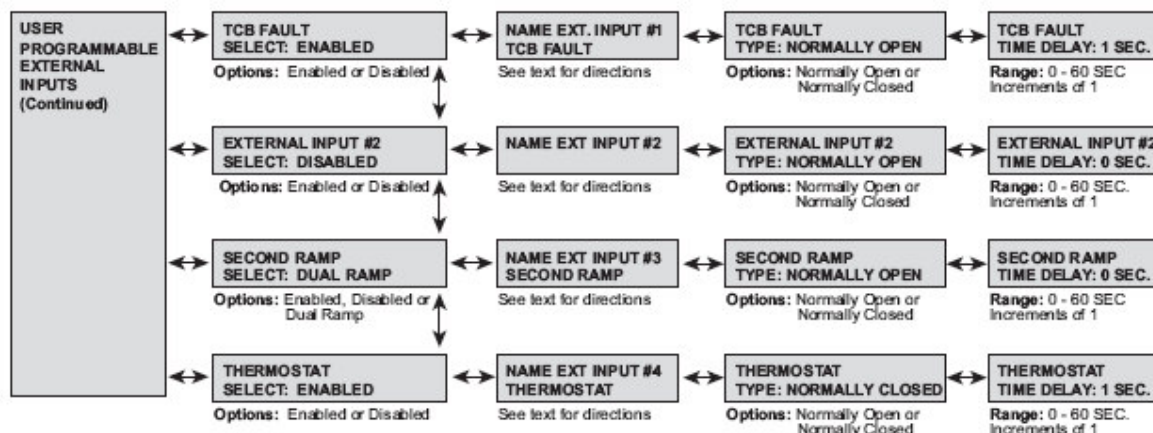 USER
PROGRAMMABLE
EXTERNAL
INPUTS
(Continued)
TCB FAULT
SELECT: ENABLED
Options: Enabled or Disabled
NAME EXT. INPUT #1
TCB FAULT
See text for directions
TCB FAULT
TYPE: NORMALLY OPEN
Options: Normally Open or
Normally Closed
TCB FAULT
TIME DELAY: 1 SEC.
Range: 0 - 60 SEC
Increments of 1
EXTERNAL INPUT #2
SELECT: DISABLED
Options: Enabled or Disabled
NAME EXT INPUT #2
See text for directions
EXTERNAL INPUT #2
TYPE: NORMALLY OPEN
Options: Normally Open or
Normally Closed
EXTERNAL INPUT #2
TIME DELAY: 0 SEC.
Range: 0 - 60 SEC.
Increments of 1
SECOND RAMP
SELECT: DUAL RAMP
Options: Enabled, Disabled or
Dual Ramp
NAME EXT INPUT #3
SECOND RAMP
See text for directions
SECOND RAMP
TYPE: NORMALLY OPEN
Options: Normally Open or
Normally Closed
SECOND RAMP
TIME DELAY: 0 SEC.
Range: 0 - 60 SEC
Increments of 1
THERMOSTAT
SELECT: ENABLED
Options: Enabled or Disabled
NAME EXT INPUT #4
THERMOSTAT
See text for directions
THERMOSTAT
TYPE: NORMALLY CLOSED
Options: Normally Open or
Normally Closed
THERMOSTAT
TIME DELAY: 1 SEC.
Range: 0 - 60 SEC.
Increments of 1